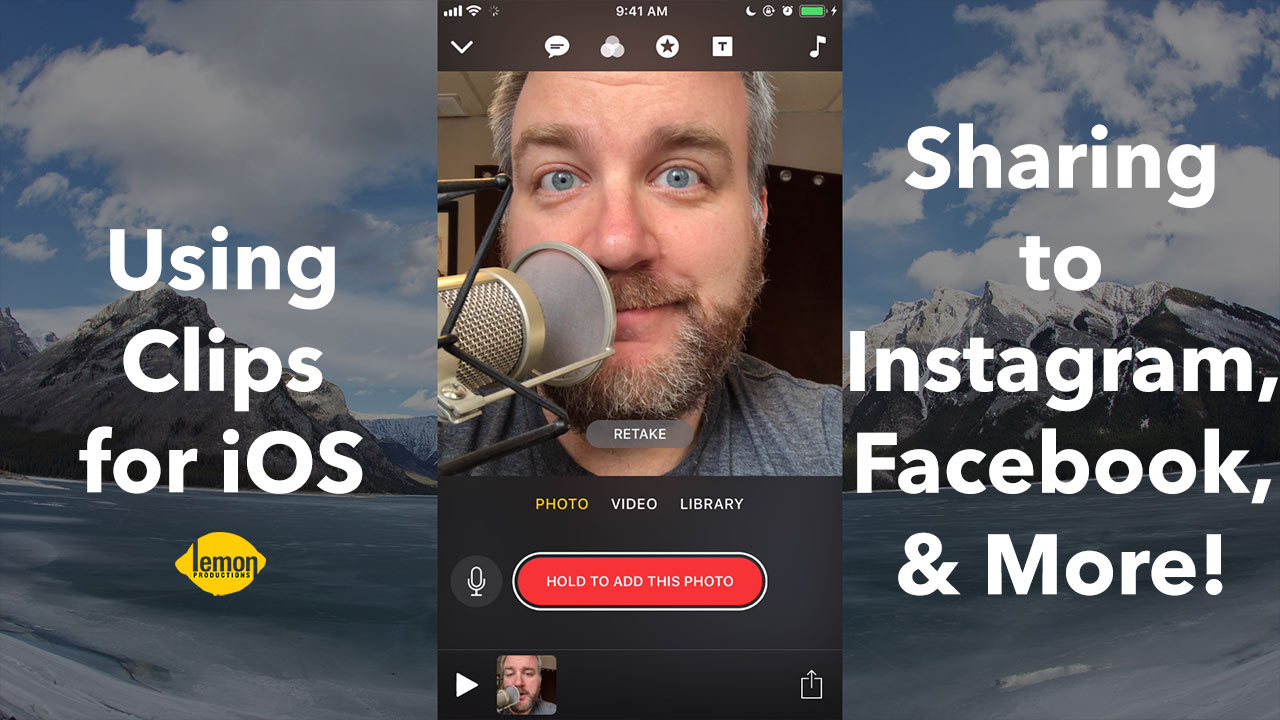 Using
Clips
for iOS
lemon
PRODUCTIONS
9:41 AM
T
RETAKE
PHOTO VIDEO LIBRARY
HOLD TO ADD THIS PHOTO
Sharing
to
Instagram,
Facebook,
& More!